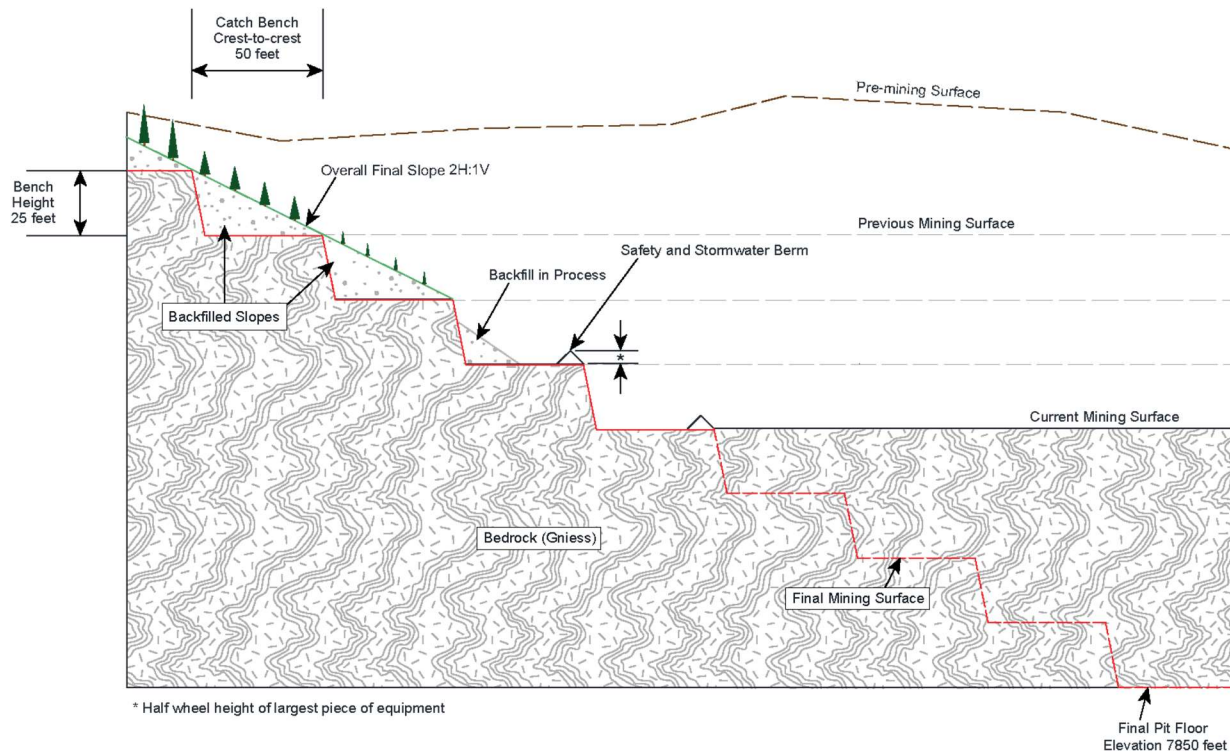 Catch Bench
Crest-to-crest
50 feet
Pre-mining Surface
Overall Final Slope 2H:1V
Bench
Height
25 feet
Previous Mining Surface
Safety and Stormwater Berm
Backfill in Process
Backfilled Slopes
*
Current Mining Surface
Bedrock (Gniess)
Final Mining Surface
* Half wheel height of largest piece of equipment
Final Pit Floor
Elevation 7850 feet